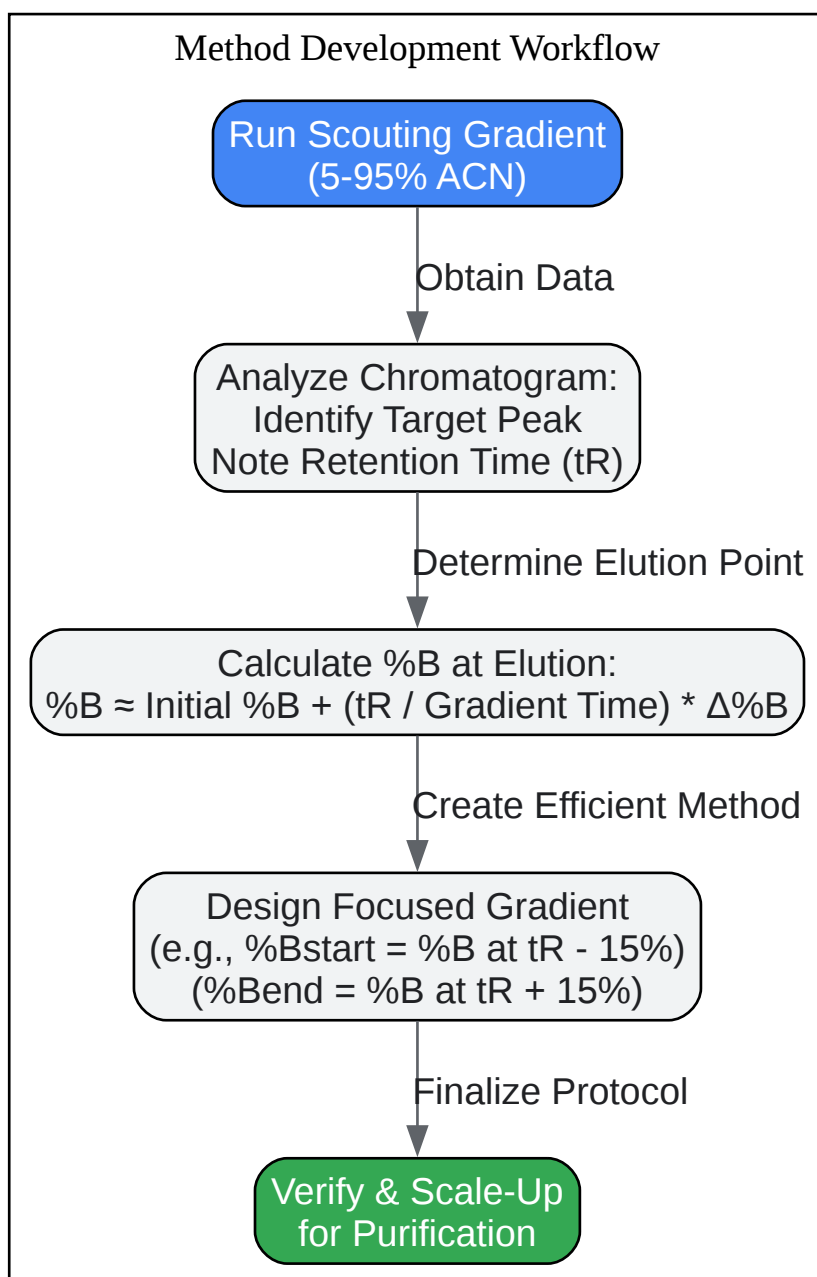 Method Development Workflow
Run Scouting Gradient
(5-95% ACN)
Obtain Data
Analyze Chromatogram:
Identify Target Peak
Note Retention Time (tR)
Determine Elution Point
Calculate %B at Elution:
%B ≈ Initial %B + (tR / Gradient Time) * Δ%B
Create Efficient Method
Design Focused Gradient
(e.g., %Bstart = %B at tR - 15%)
(%Bend = %B at tR + 15%)
Finalize Protocol
Verify & Scale-Up
for Purification